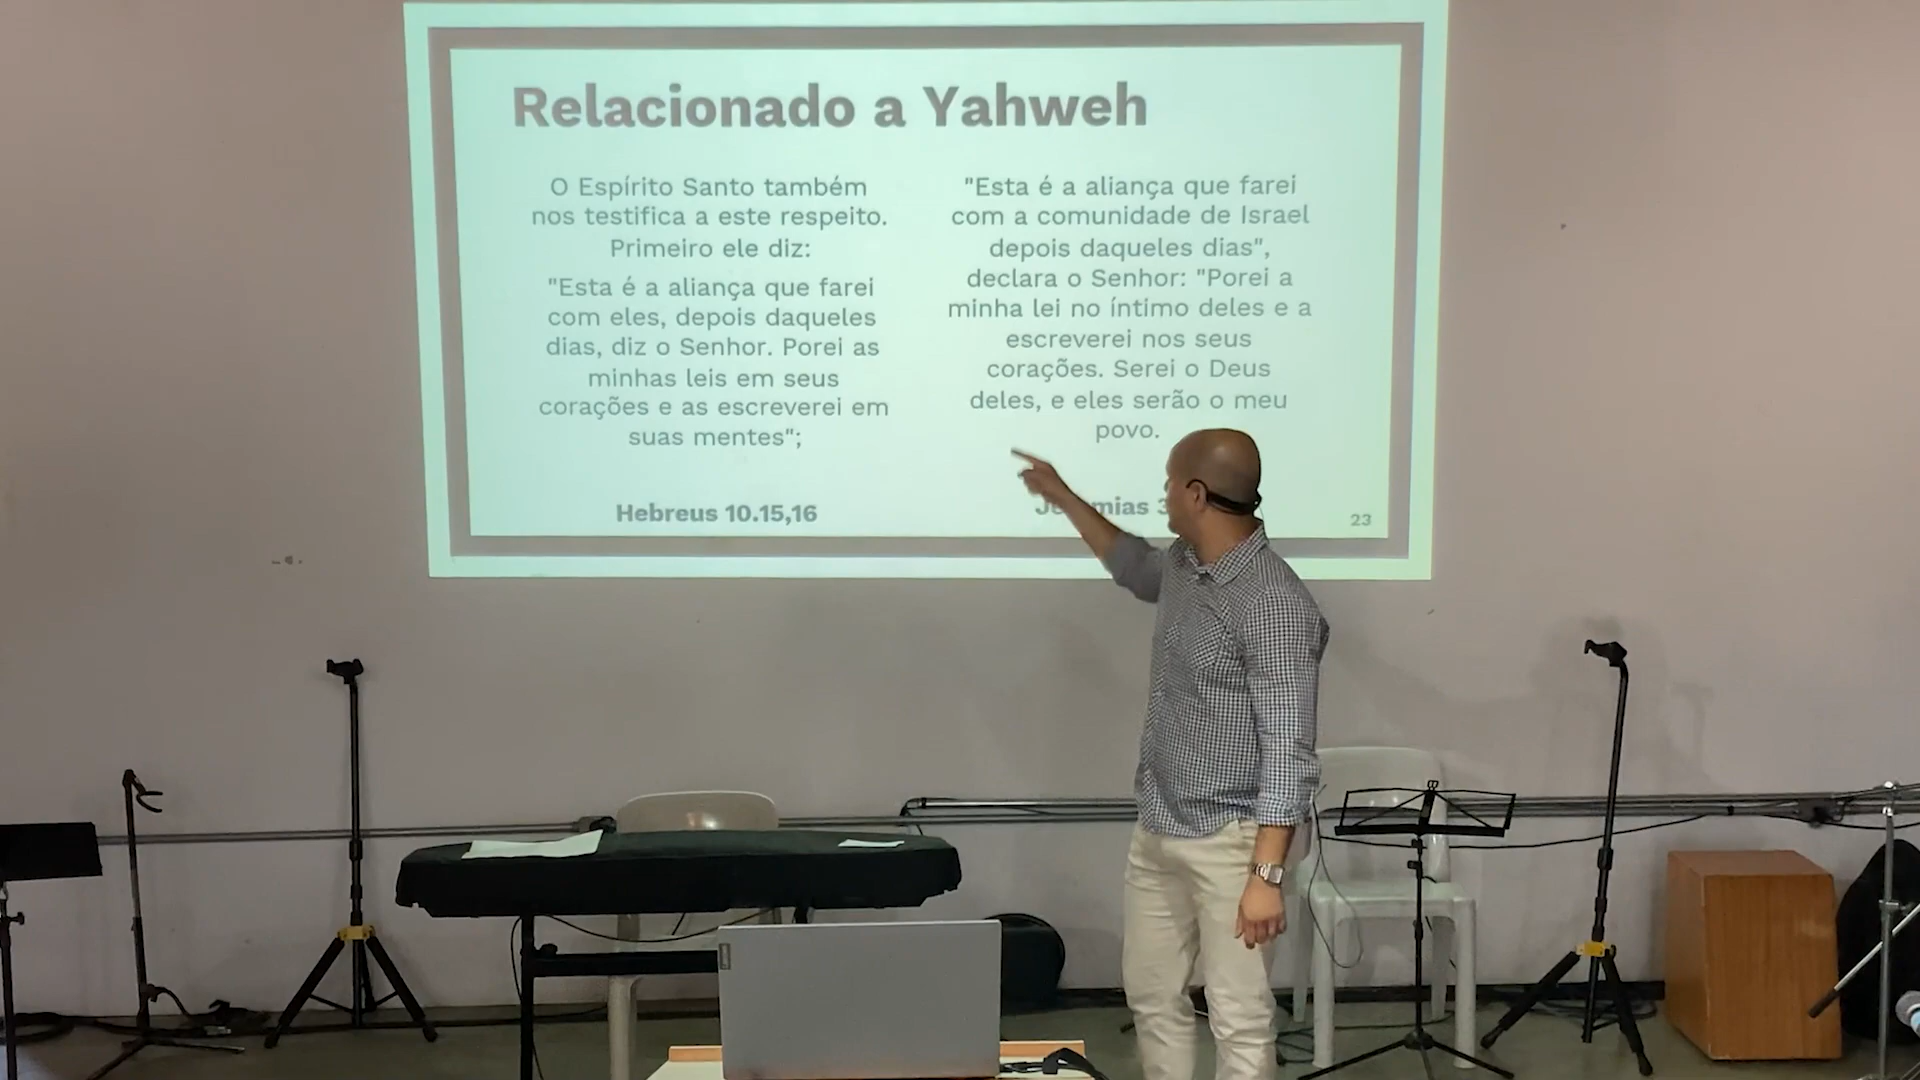 Relacionado a Yahweh
O Espírito Santo também
nos testifica a este respeito.
Primeiro ele diz:
"Esta é a aliança que farei
com eles, depois daqueles
dias, diz o Senhor. Porei as
minhas leis em seus
corações e as escreverei em
suas mentes";
Hebreus 10.15,16
"Esta é a aliança que farei
com a comunidade de Israel
depois daqueles dias",
declara o Senhor: "Porei a
minha lei no íntimo deles e a
escreverei nos seus
corações. Serei o Deus
deles, e eles serão o meu
povo.
23